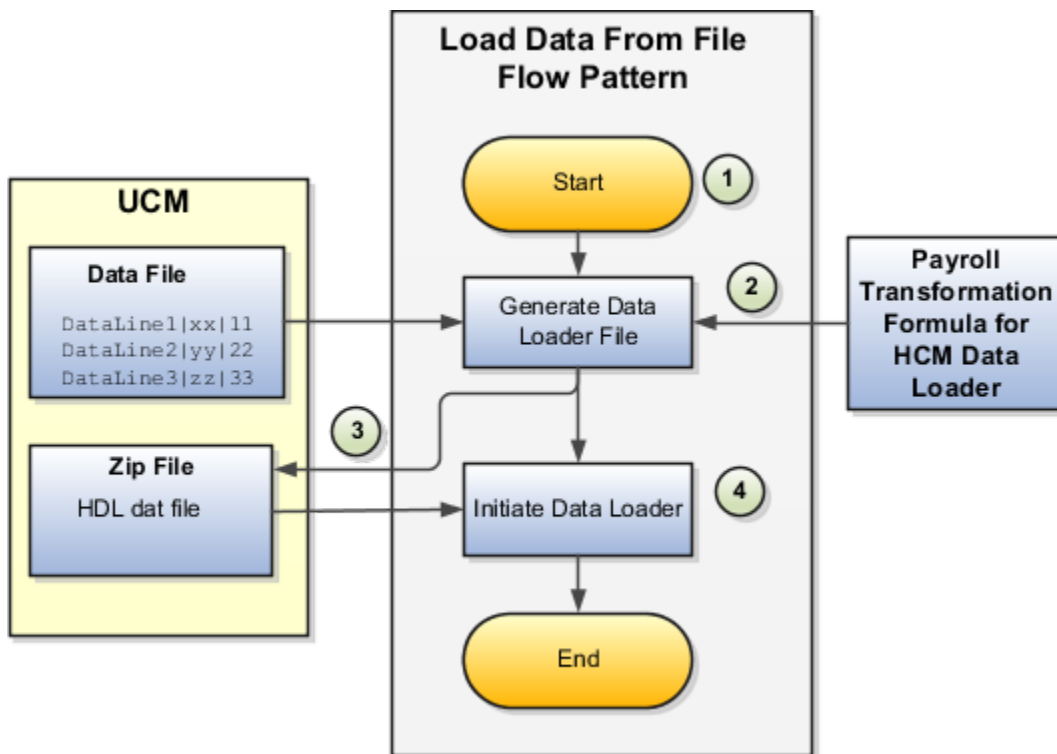 Load Data From File
Flow Pattern
Start
1
UCM
Data File
DataLine1|xx|11
DataLine2|yy|22
DataLine3|zz|33
Generate Data
Loader File
2
Payroll
Transformation
Formula for
HCM Data
Loader
3
Zip File
HDL dat file
Initiate Data Loader
4
End